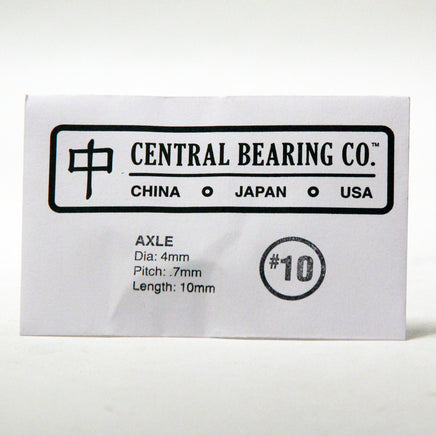 中 CENTRAL BEARING CO.™
CHINA o JAPAN o USA
AXLE
Dia: 4mm
Pitch: .7mm
Length: 10mm
#10